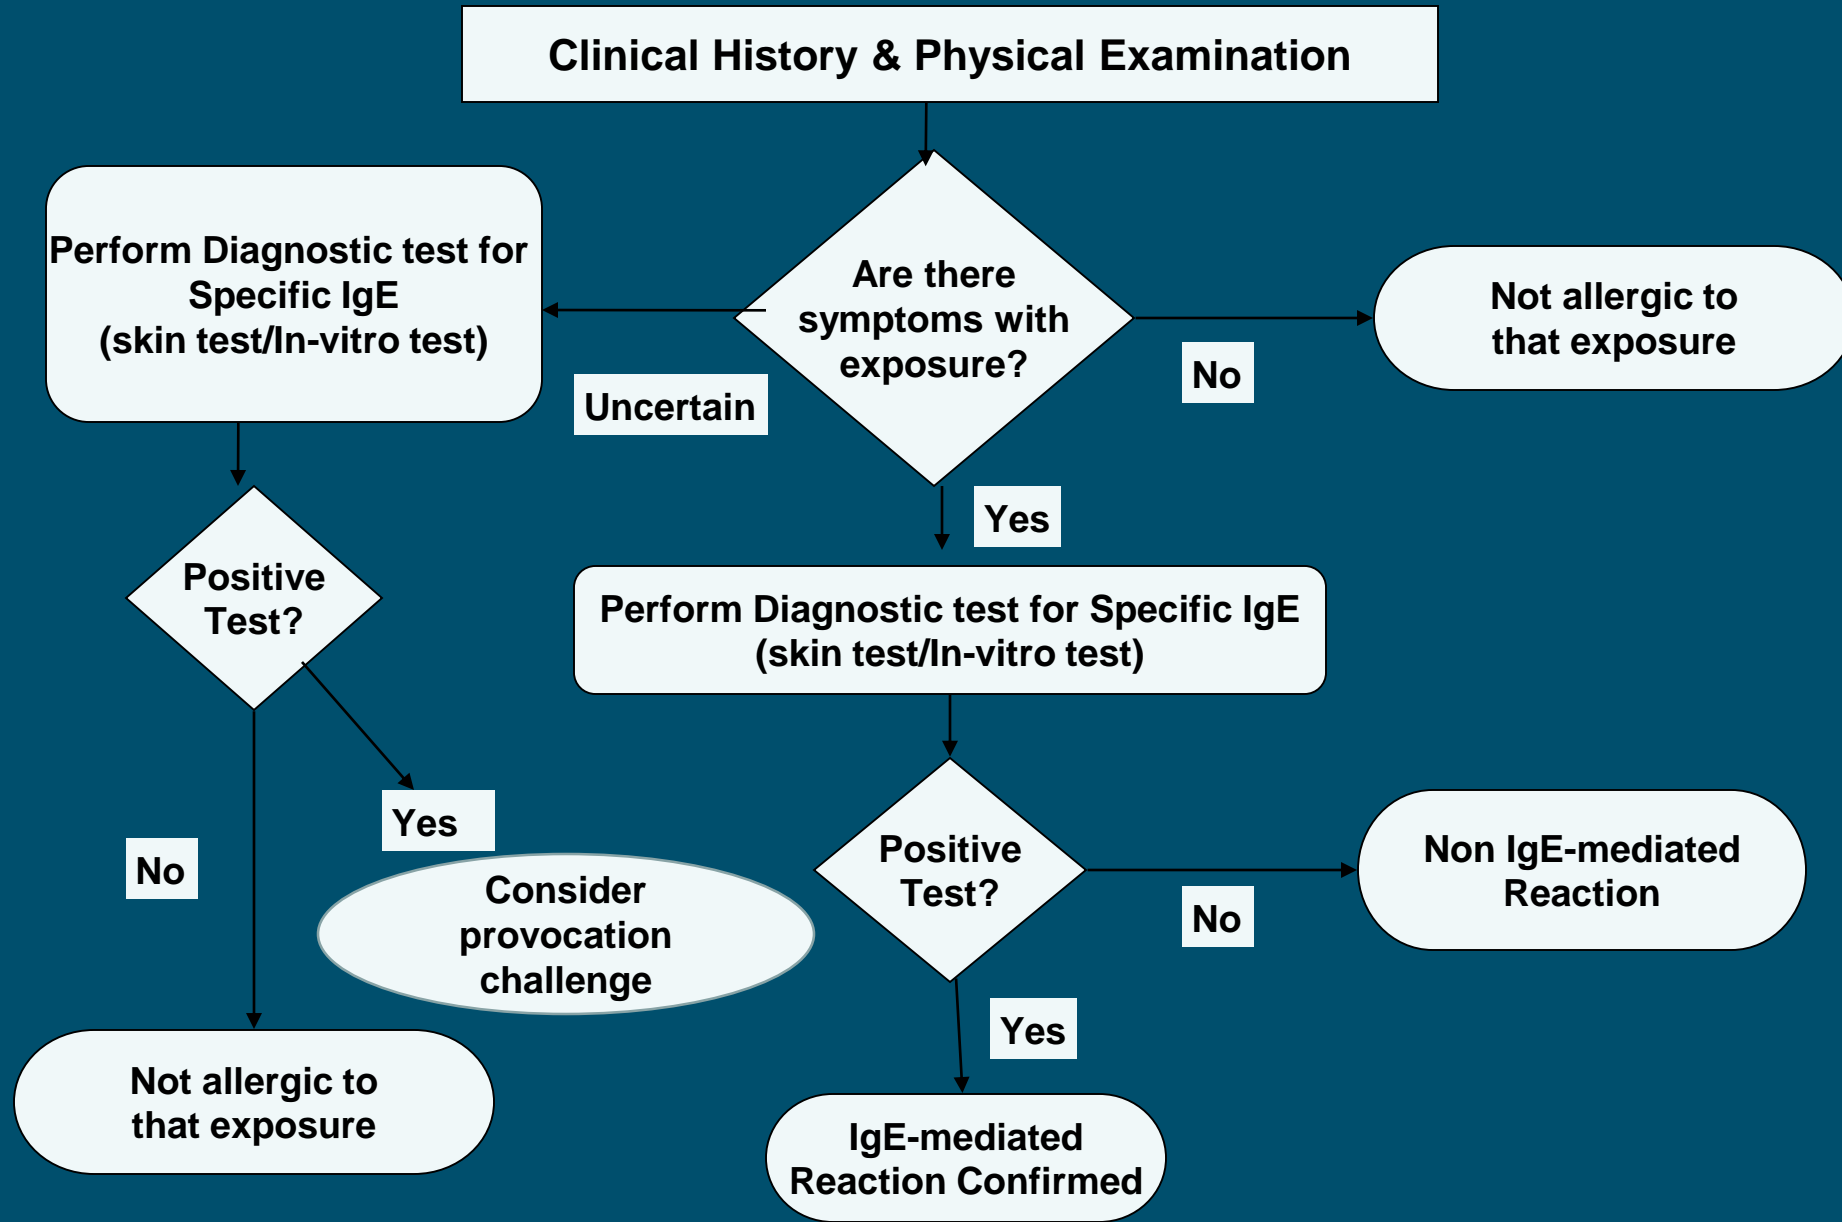 Clinical History & Physical Examination
Perform Diagnostic test for
Specific IgE
(skin test/In-vitro test)
Are there
symptoms with
exposure?
Not allergic to
that exposure
No
Uncertain
Yes
Positive
Test?
Perform Diagnostic test for Specific IgE
(skin test/In-vitro test)
Yes
No
Consider
provocation
challenge
Positive
Test?
No
Non IgE-mediated
Reaction
Yes
Not allergic to
that exposure
IgE-mediated
Reaction Confirmed